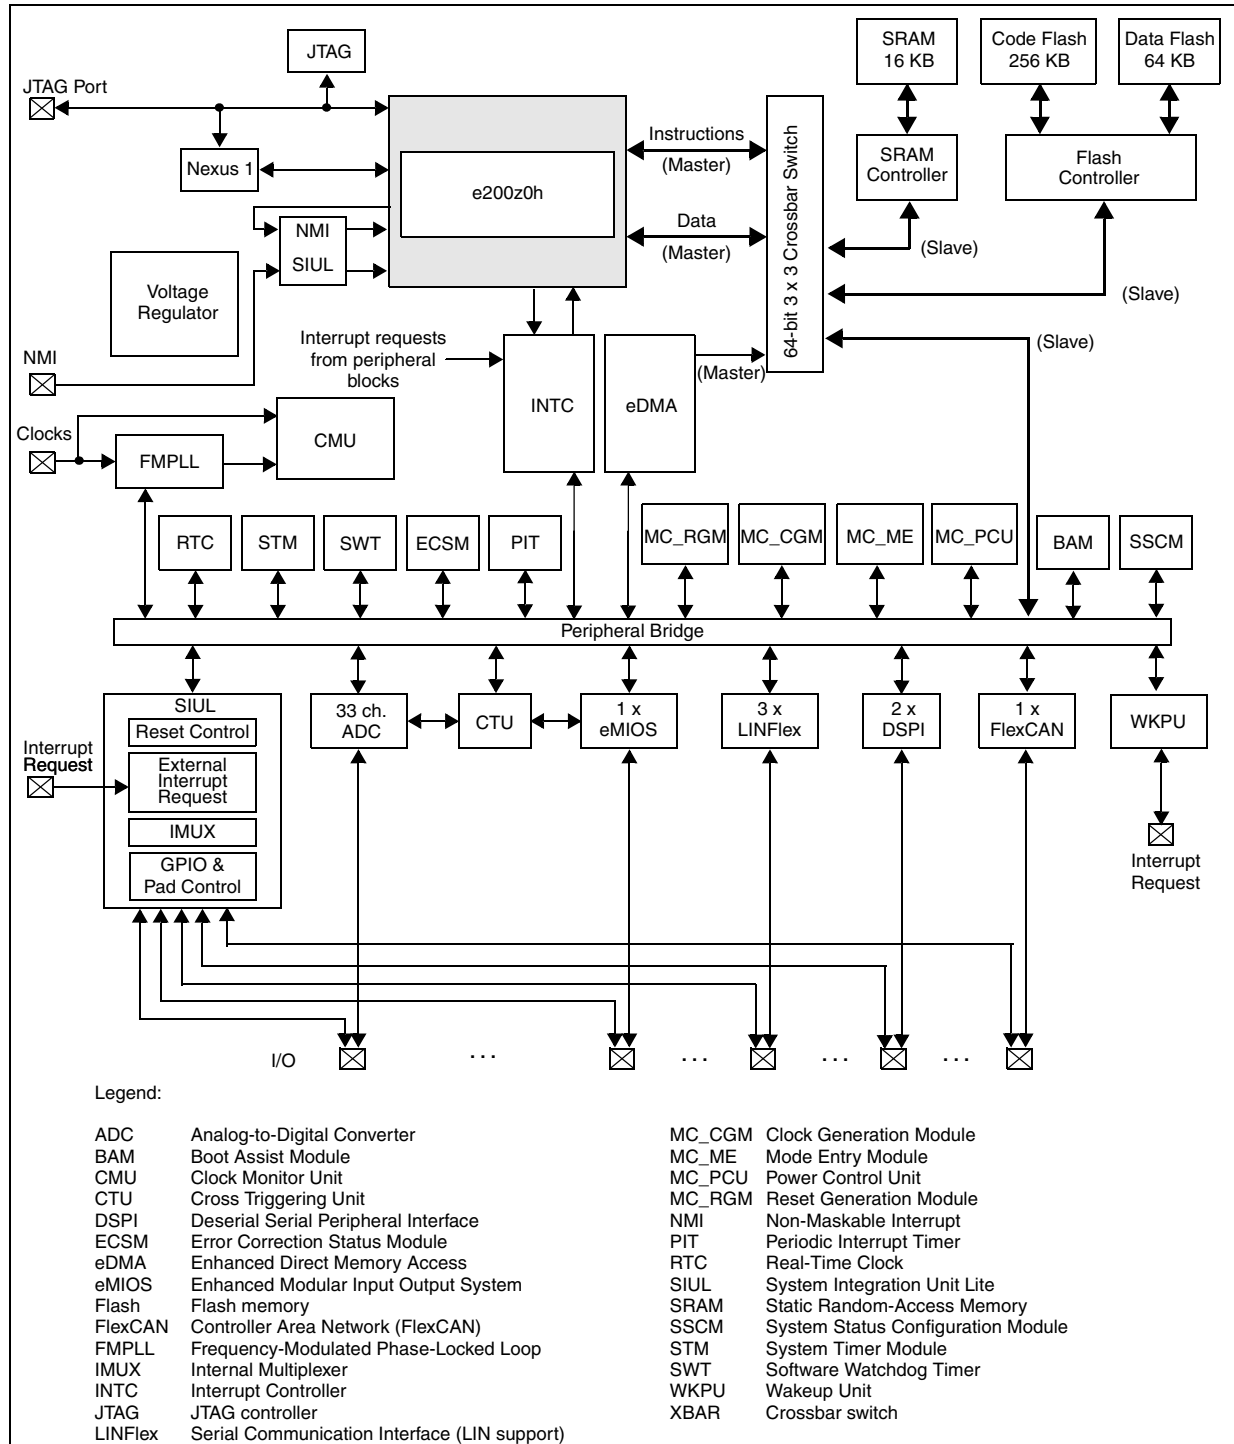 JTAG
SRAM
16 KB
Code Flash
256 KB
Data Flash
64 KB
JTAG Port
Nexus 1
e200z0h
Instructions
(Master)
Data
(Master)
64-bit 3 x 3 Crossbar Switch
SRAM
Controller
Flash
Controller
NMI
SIUL
(Slave)
(Slave)
(Slave)
Voltage
Regulator
NMI
Interrupt requests
from peripheral
blocks
INTC
eDMA
(Master)
Clocks
FMPLL
CMU
RTC
STM
SWT
ECSM
PIT
MC_RGM
MC_CGM
MC_ME
MC_PCU
BAM
SSCM
Peripheral Bridge
SIUL
Reset Control
External
Interrupt
Request
IMUX
GPIO &
Pad Control
Interrupt
Request
33 ch.
ADC
CTU
1 x
eMIOS
3 x
LINFlex
2 x
DSPI
1 x
FlexCAN
WKPU
Interrupt
Request
I/O
. . .
. . .
. . .
. . .
Legend:
ADC Analog-to-Digital Converter
BAM Boot Assist Module
CMU Clock Monitor Unit
CTU Cross Triggering Unit
DSPI Deserial Serial Peripheral Interface
ECSM Error Correction Status Module
eDMA Enhanced Direct Memory Access
eMIOS Enhanced Modular Input Output System
Flash Flash memory
FlexCAN Controller Area Network (FlexCAN)
FMPLL Frequency-Modulated Phase-Locked Loop
IMUX Internal Multiplexer
INTC Interrupt Controller
JTAG JTAG controller
LINFlex Serial Communication Interface (LIN support)
MC_CGM Clock Generation Module
MC_ME Mode Entry Module
MC_PCU Power Control Unit
MC_RGM Reset Generation Module
NMI Non-Maskable Interrupt
PIT Periodic Interrupt Timer
RTC Real-Time Clock
SIUL System Integration Unit Lite
SRAM Static Random-Access Memory
SSCM System Status Configuration Module
STM System Timer Module
SWT Software Watchdog Timer
WKPU Wakeup Unit
XBAR Crossbar switch